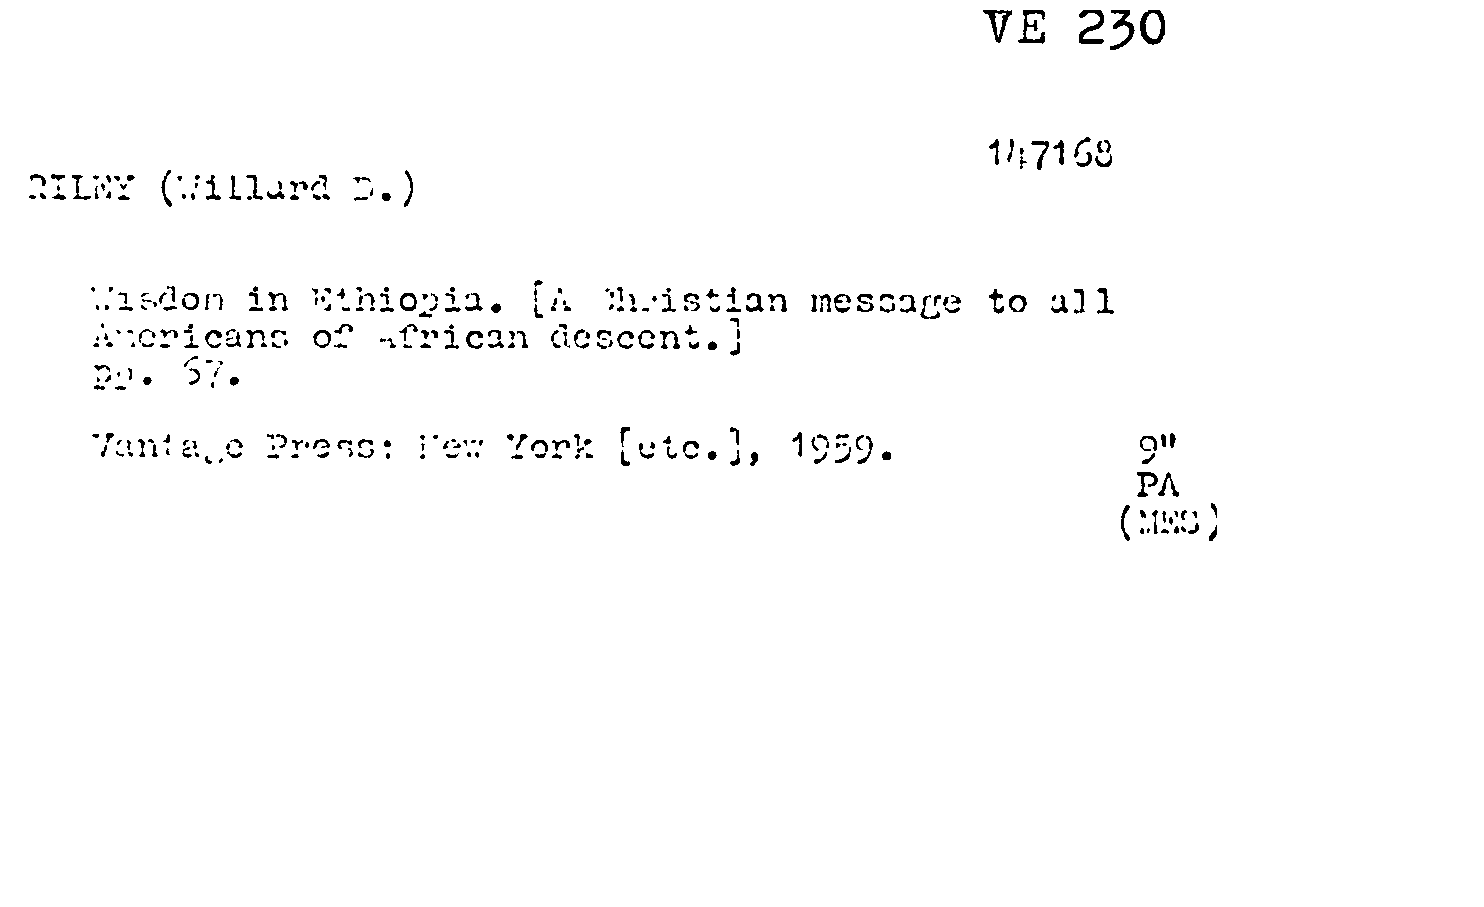 VE 230
147168
RILEY (Willard D.)
Wisdom in Ethiopia. [A Christian message to all
Americans of African descent.]
pp. 67.
Vantage Press: New York [etc.], 1959.
9"
PA
(MES)